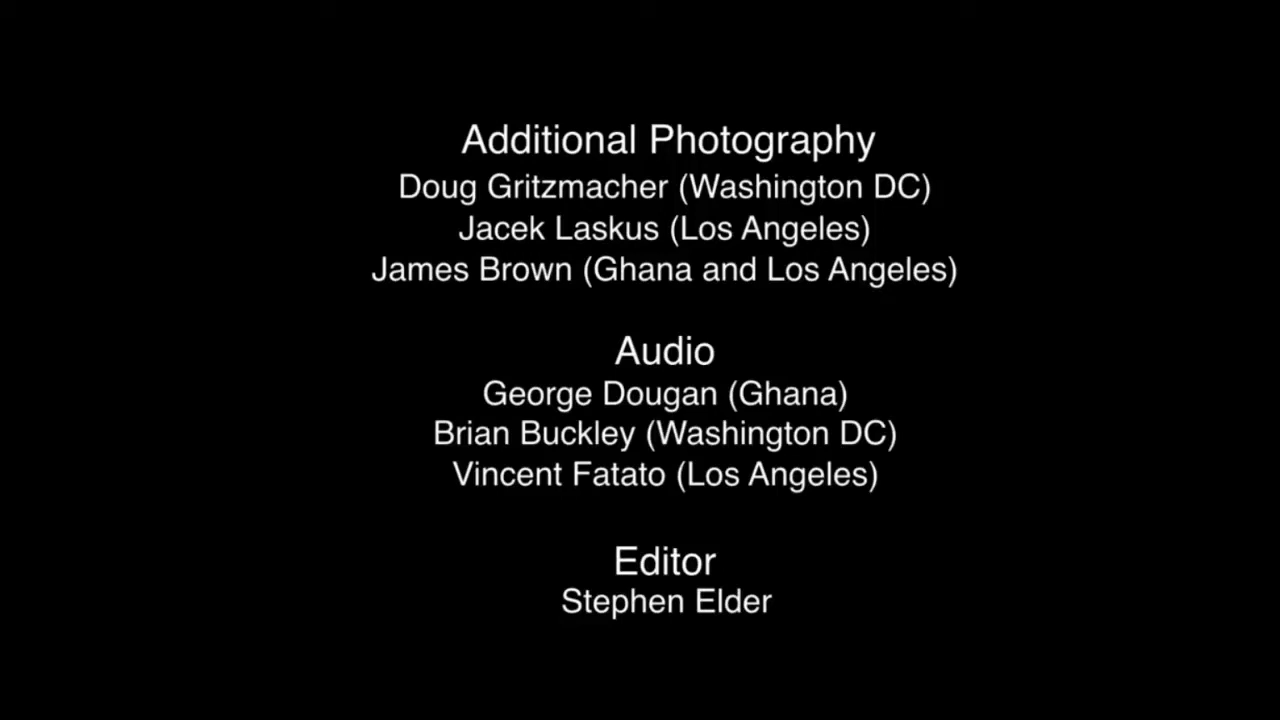 Additional Photography
Doug Gritzmacher (Washington DC)
Jacek Laskus (Los Angeles)
James Brown (Ghana and Los Angeles)
Audio
George Dougan (Ghana)
Brian Buckley (Washington DC)
Vincent Fatato (Los Angeles)
Editor
Stephen Elder